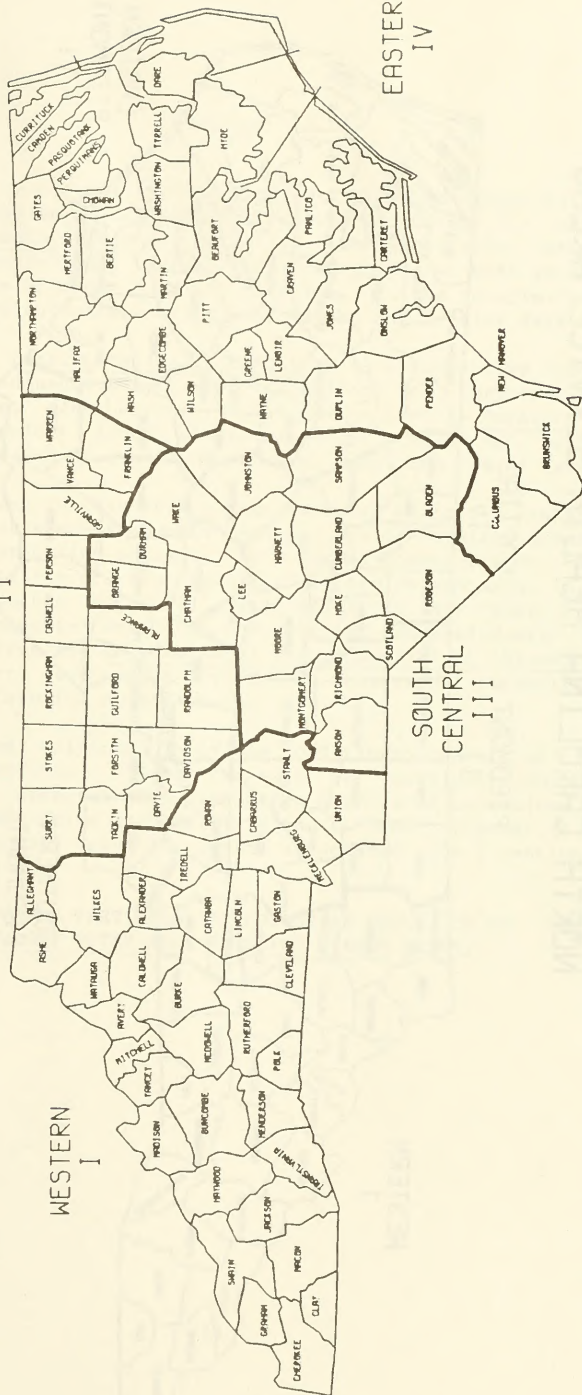 II
WESTERN
I
SOUTH
CENTRAL
III
EASTER
IV
CHEROKEE
GRAHAM
CLAY
SWAIN
MACON
JACKSON
HAYWOOD
TRANSYLVANIA
MADISON
BUNCOMBE
HENDERSON
YANCEY
MITCHELL
MCDOWELL
RUTHERFORD
POLK
AVERY
BURKE
CLEVELAND
ASHE
WATAUGA
CALDWELL
ALLEGHANY
WILKES
ALEXANDER
CATAWBA
LINCOLN
GASTON
IREDELL
MECKLENBURG
SURRY
YADKIN
DAVIE
ROWAN
CABARRUS
UNION
STOKES
FORSYTH
DAVIDSON
STANLY
ANSON
ROCKINGHAM
GUILFORD
RANDOLPH
MONTGOMERY
RICHMOND
CASWELL
ALAMANCE
CHATHAM
MOORE
SCOTLAND
PERSON
ORANGE
DURHAM
LEE
HOKE
ROBESON
GRANVILLE
VANCE
WAKE
HARNETT
CUMBERLAND
BLADEN
COLUMBUS
WARREN
FRANKLIN
JOHNSTON
SAMPSON
BRUNSWICK
HALIFAX
NASH
WILSON
WAYNE
DUPLIN
PENDER
NEW HANOVER
NORTHAMPTON
EDGECOMBE
GREENE
LENOIR
JONES
ONSLOW
HERTFORD
BERTIE
MARTIN
PITT
CRAVEN
CARTERET
GATES
CHOWAN
WASHINGTON
BEAUFORT
PAMLICO
CURRITUCK
CAMDEN
PASQUOTANK
PERQUIMANS
TYRRELL
HYDE
DARE